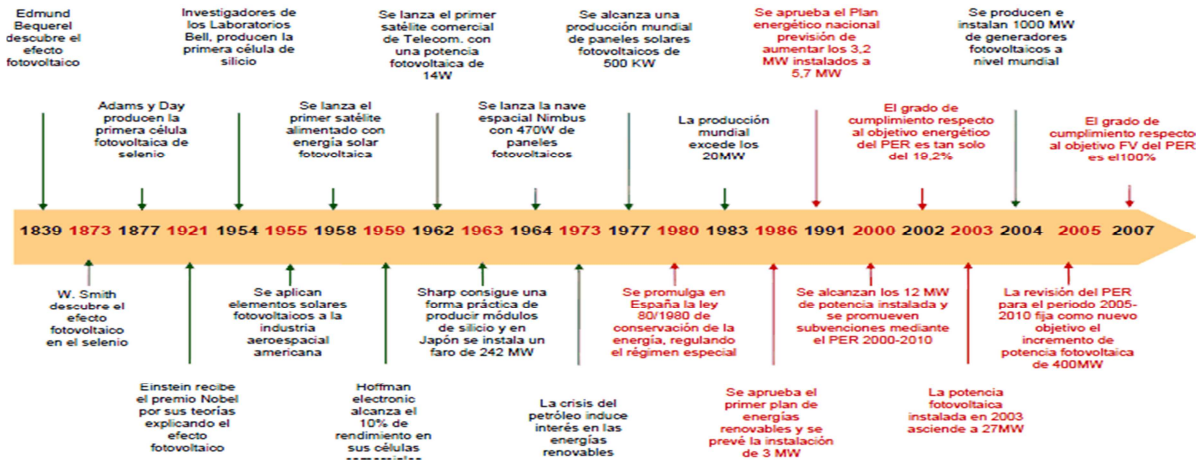 Edmund
Bequerel
descubre el
efecto
fotovoltaico
Investigadores de
los Laboratorios
Bell, producen la
primera célula de
silicio
Se lanza el primer
satélite comercial
de Telecom. con
una potencia
fotovoltaica de
14W
Se alcanza una
producción mundial
de paneles solares
fotovoltaicos de
500 KW
Se aprueba el Plan
energético nacional
previsión de
aumentar los 3,2
MW instalados a
5,7 MW
Se producen e
instalan 1000 MW
de generadores
fotovoltaicos a
nivel mundial
Adams y Day
producen la
primera célula
fotovoltaica de
selenio
Se lanza el
primer satélite
alimentado con
energía solar
fotovoltaica
Se lanza la nave
espacial Nimbus
con 470W de
paneles
fotovoltaicos
La producción
mundial
excede los
20MW
El grado de
cumplimiento respecto
al objetivo energético
del PER es tan solo
del 19,2%
El grado de
cumplimiento respecto
al objetivo FV del PER
es el100%
1839 1873 1877 1921 1954 1955 1958 1959 1962 1963 1964 1973 1977 1980 1983 1986 1991 2000 2002 2003 2004 2005 2007
W. Smith
descubre el
efecto
fotovoltaico
en el selenio
Se aplican
elementos solares
fotovoltaicos a la
industria
aeroespacial
americana
Sharp consigue una
forma práctica de
producir módulos
de silicio y en
Japón se instala un
faro de 242 MW
Se promulga en
España la ley
80/1980 de
conservación de la
energía, regulando
el régimen especial
Se alcanzan los 12 MW
de potencia instalada y
se promueven
subvenciones mediante
el PER 2000-2010
La revisión del PER
para el periodo 2005-
2010 fija como nuevo
objetivo el
incremento de
potencia fotovoltaica
de 400MW
Einstein recibe
el premio Nobel
por sus teorías
explicando el
efecto
fotovoltaico
Hoffman
electronic
alcanza el
10% de
rendimiento en
sus células
La crisis del
petróleo induce
interés en las
energías
renovables
Se aprueba el
primer plan de
energías
renovables y se
prevé la instalación
de 3 MW
La potencia
fotovoltaica
instalada en 2003
asciende a 27MW